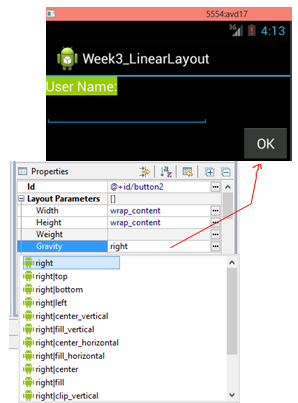 5554:avd17
3G 4:13
Week3_LinearLayout
User Name:
OK
Properties
Id @+id/button2
Layout Parameters []
Width wrap_content
Height wrap_content
Weight
Gravity right
right
right|top
right|bottom
right|left
right|center_vertical
right|fill_vertical
right|center_horizontal
right|fill_horizontal
right|center
right|fill
right|clip_vertical